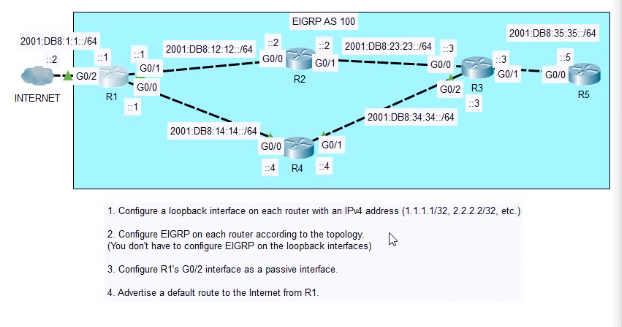 EIGRP AS 100
2001:DB8:35:35::/64
2001:DB8:1:1::/64
::2
::1
::1
2001:DB8:12:12::/64
::2
::2
2001:DB8:23:23::/64
::3
::3
::5
G0/2
G0/1
G0/0
G0/1
G0/0
G0/1
G0/0
INTERNET
R1
G0/0
R2
G0/2
R3
R5
::1
::3
2001:DB8:14:14::/64
2001:DB8:34:34::/64
G0/0
G0/1
::4
R4
::4
1. Configure a loopback interface on each router with an IPv4 address (1.1.1.1/32, 2.2.2.2/32, etc.)
2. Configure EIGRP on each router according to the topology.
(You don't have to configure EIGRP on the loopback interfaces)
3. Configure R1's G0/2 interface as a passive interface.
4. Advertise a default route to the Internet from R1.